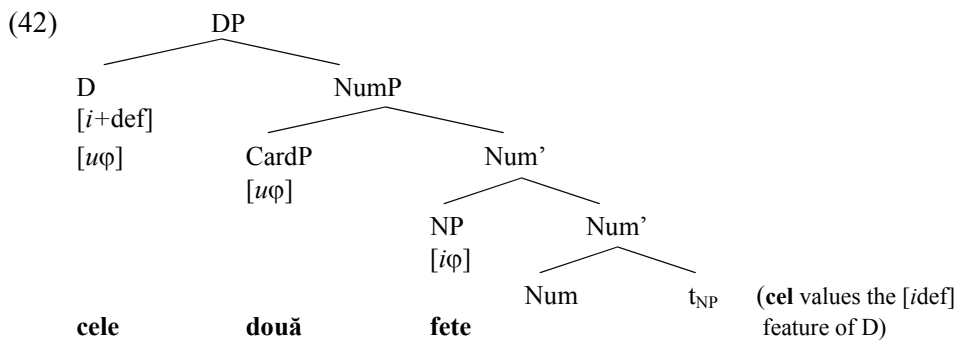 (42) DP
D NumP
[i+def]
[uφ] CardP Num’
[uφ]
NP Num’
[iφ]
Num tNP (cel values the [idef]
cele două fete feature of D)